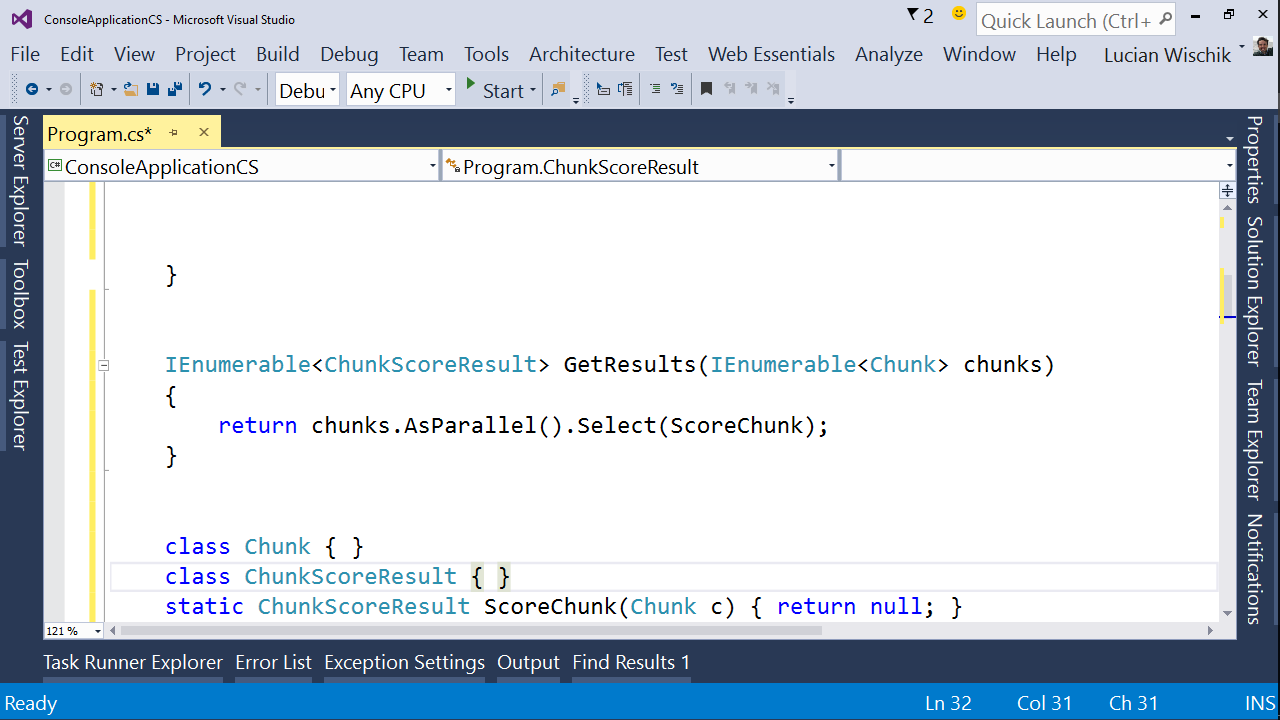 ConsoleApplicationCS - Microsoft Visual Studio
2
Quick Launch (Ctrl+
File Edit View Project Build Debug Team Tools Architecture Test Web Essentials Analyze Window Help Lucian Wischik
Debu Any CPU Start
Program.cs*
C# ConsoleApplicationCS Program.ChunkScoreResult
}
IEnumerable<ChunkScoreResult> GetResults(IEnumerable<Chunk> chunks)
{
return chunks.AsParallel().Select(ScoreChunk);
}
class Chunk { }
class ChunkScoreResult { }
static ChunkScoreResult ScoreChunk(Chunk c) { return null; }
121 %
Server Explorer
Toolbox
Test Explorer
Properties
Solution Explorer
Team Explorer
Notifications
Task Runner Explorer Error List Exception Settings Output Find Results 1
Ready Ln 32 Col 31 Ch 31 INS